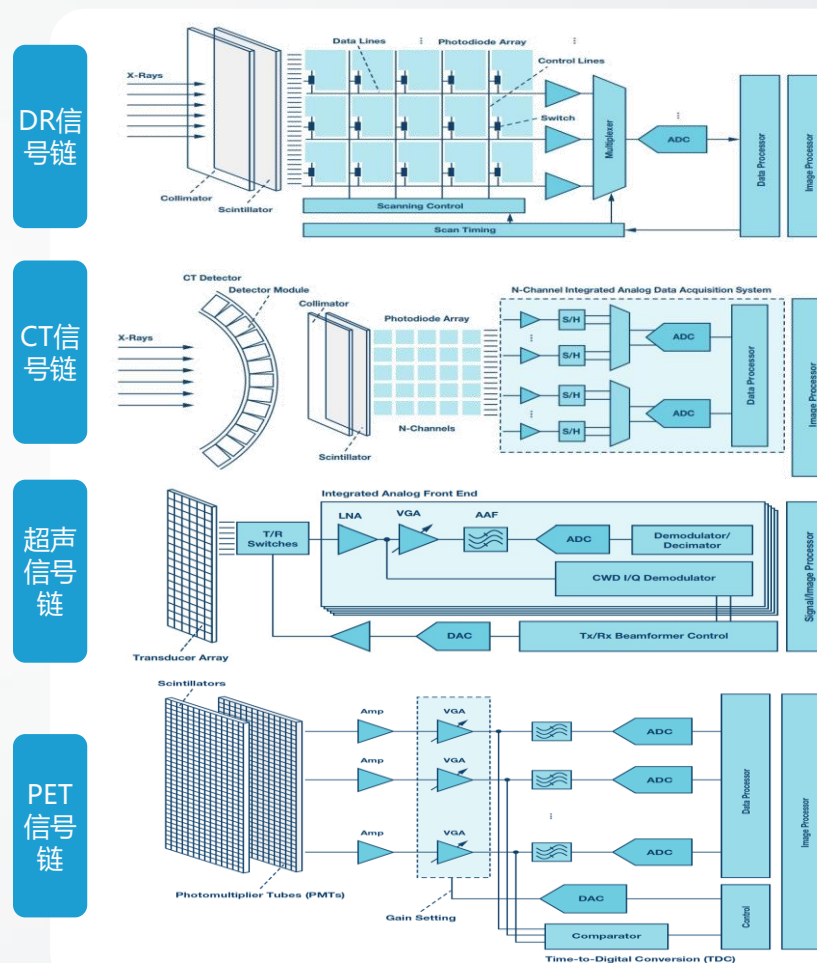 DR信
号链
X-Rays
Data Lines
⋮
Photodiode Array
⋮
Control Lines
Switch
Multiplexer
⋮
ADC
Data Processor
Image Processor
Collimator
Scintillator
Scanning Control
Scan Timing
CT信
号链
CT Detector
Detector Module
Collimator
X-Rays
Photodiode Array
N-Channels
Scintillator
N-Channel Integrated Analog Data Acquisition System
S/H
⋮
S/H
S/H
⋮
S/H
ADC
ADC
Data Processor
Image Processor
超声
信号
链
Integrated Analog Front End
T/R
Switches
LNA
VGA
AAF
ADC
Demodulator/
Decimator
CWD I/Q Demodulator
DAC
Tx/Rx Beamformer Control
Signal/Image Processor
Transducer Array
PET
信号
链
Scintillators
Photomultiplier Tubes (PMTs)
Amp
VGA
ADC
Amp
VGA
ADC
⋮
Amp
VGA
ADC
Data Processor
Image Processor
Gain Setting
DAC
Comparator
Control
Time-to-Digital Conversion (TDC)